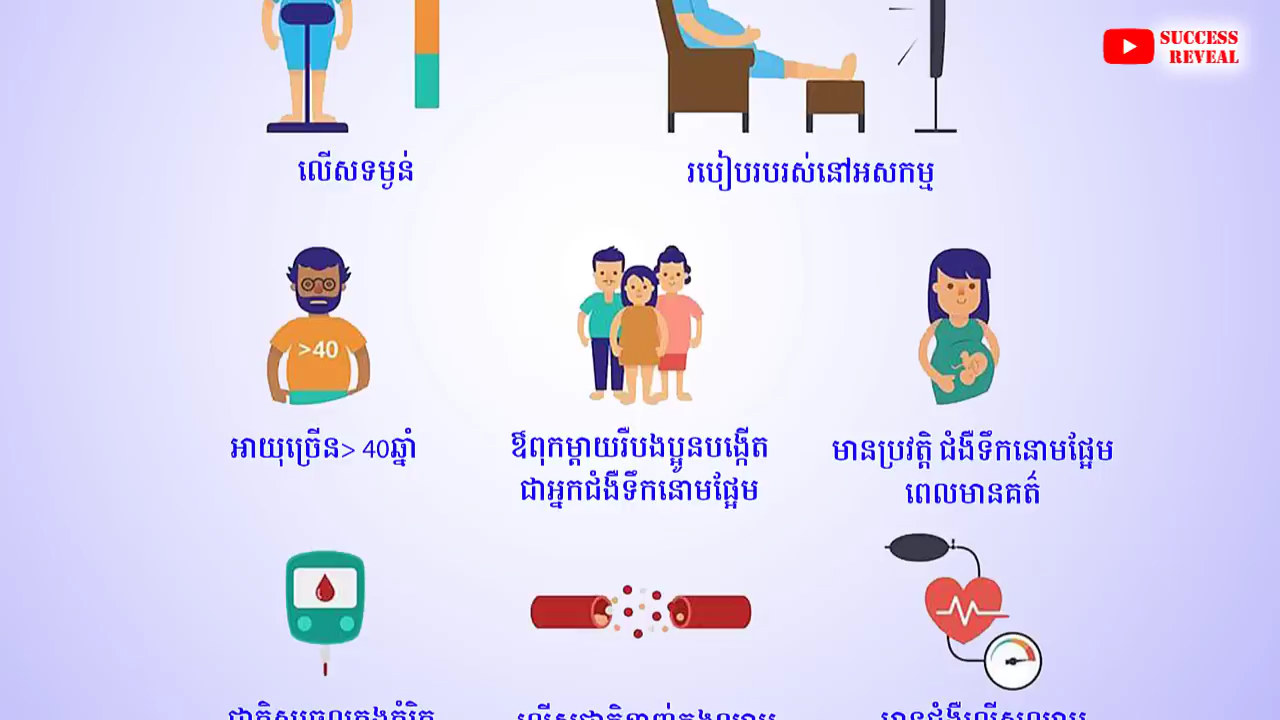 SUCCESS
REVEAL
លើសទម្ងន់
របៀបរបរស់នៅអសកម្ម
>40
អាយុច្រើន> 40ឆ្នាំ
ឪពុកម្តាយរឺបងប្អូនបង្កើត
ជាអ្នកជំងឺទឹកនោមផ្អែម
មានប្រវត្តិ ជំងឺទឹកនោមផ្អែម
ពេលមានគត៌